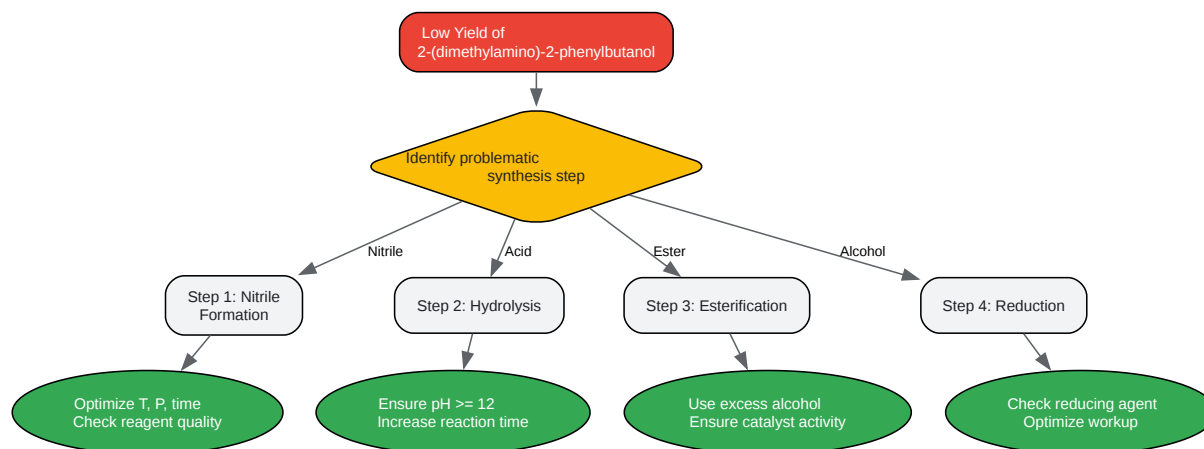 Low Yield of
2-(dimethylamino)-2-phenylbutanol
Identify problematic
synthesis step
Nitrile
Acid
Ester
Alcohol
Step 1: Nitrile
Formation
Step 2: Hydrolysis
Step 3: Esterification
Step 4: Reduction
Optimize T, P, time
Check reagent quality
Ensure pH >= 12
Increase reaction time
Use excess alcohol
Ensure catalyst activity
Check reducing agent
Optimize workup